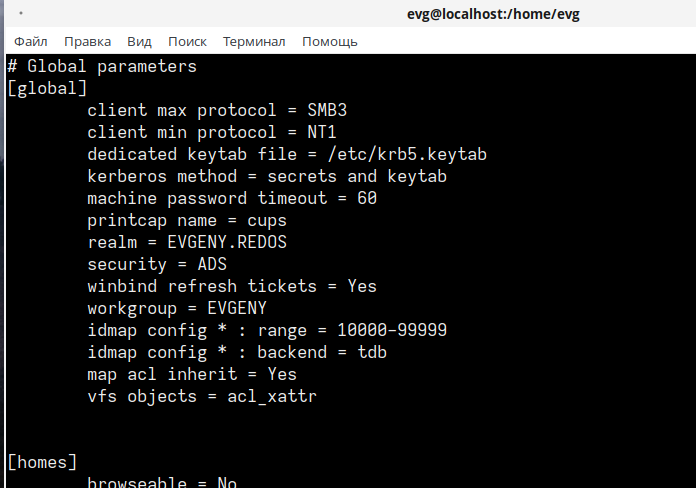 evg@localhost:/home/evg
Файл Правка Вид Поиск Терминал Помощь
# Global parameters
[global]
client max protocol = SMB3
client min protocol = NT1
dedicated keytab file = /etc/krb5.keytab
kerberos method = secrets and keytab
machine password timeout = 60
printcap name = cups
realm = EVGENY.REDOS
security = ADS
winbind refresh tickets = Yes
workgroup = EVGENY
idmap config * : range = 10000-99999
idmap config * : backend = tdb
map acl inherit = Yes
vfs objects = acl_xattr
[homes]
browseable = No